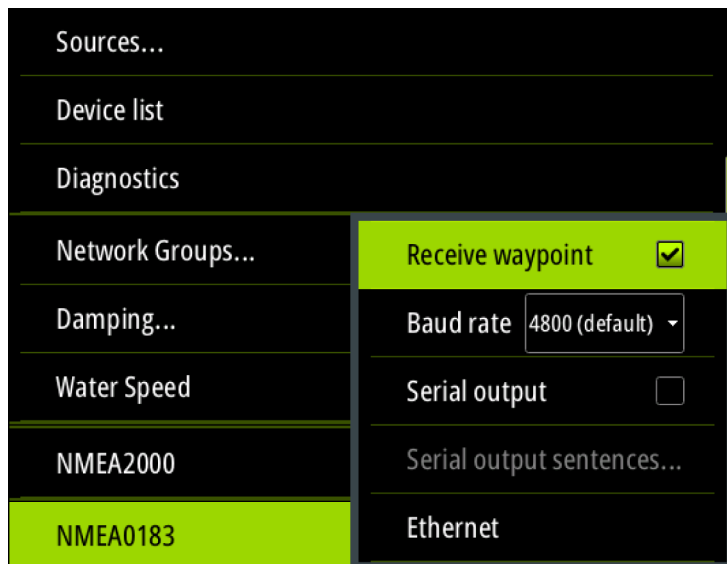 Sources...
Device list
Diagnostics
Network Groups...
Damping...
Water Speed
NMEA2000
NMEA0183
Receive waypoint
Baud rate 4800 (default)
Serial output
Serial output sentences...
Ethernet